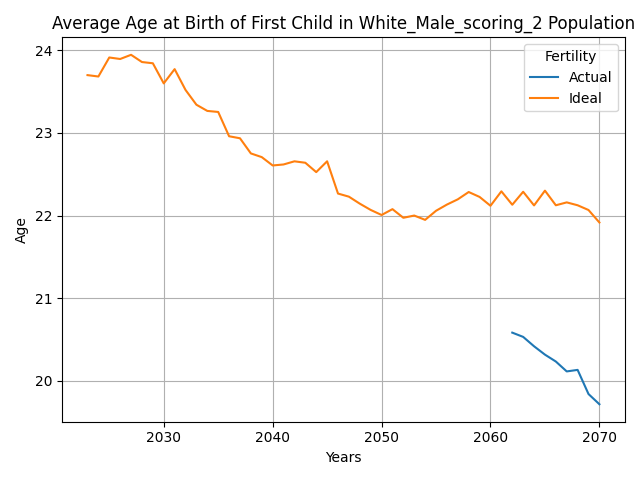 Average Age at Birth of First Child in White_Male_scoring_2 Population
24
23
22
21
20
Age
Fertility
Actual
Ideal
2030 2040 2050 2060 2070
Years